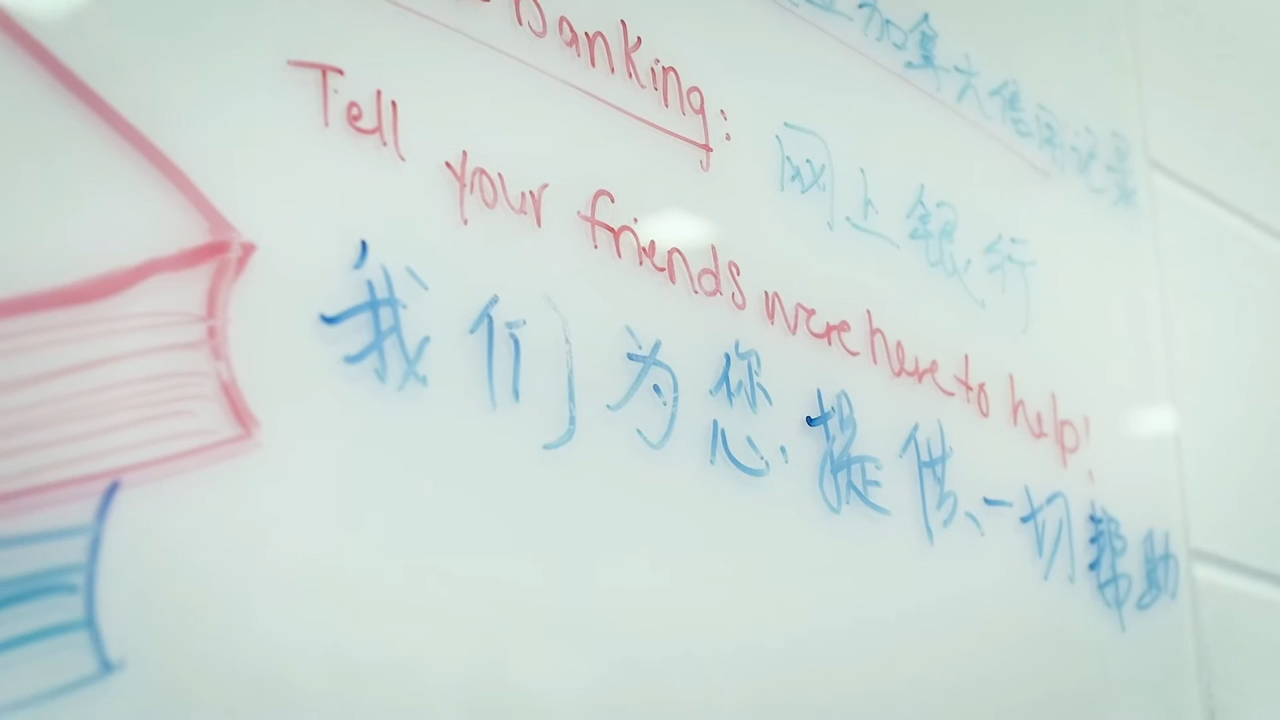 加拿大信用记录
Banking:
网上银行
Tell your friends were here to help!
我们为您提供一切帮助